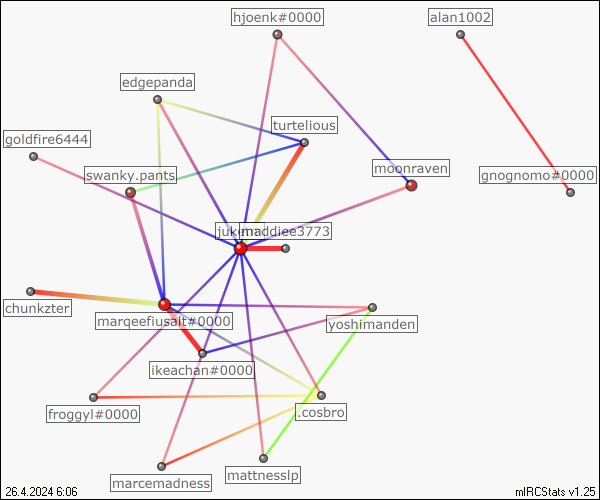 hjoenk#0000
alan1002
edgepanda
turtelious
goldfire6444
moonraven
swanky.pants
gnognomo#0000
maddiee3773
chunkzter
marqeefiusalt#0000
yoshimanden
ikeachan#0000
froggyl#0000
.cosbro
marcemadness
mattnesslp
26.4.2024 6:06
mIRCStats v1.25